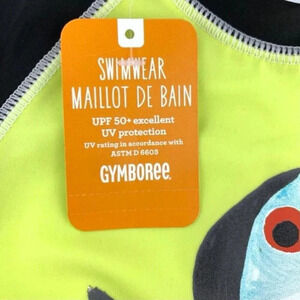 SWIMWEAR
MAILLOT DE BAIN
UPF 50+ excellent
UV protection
UV rating in accordance with
ASTM D 6603
GYMBOREE.